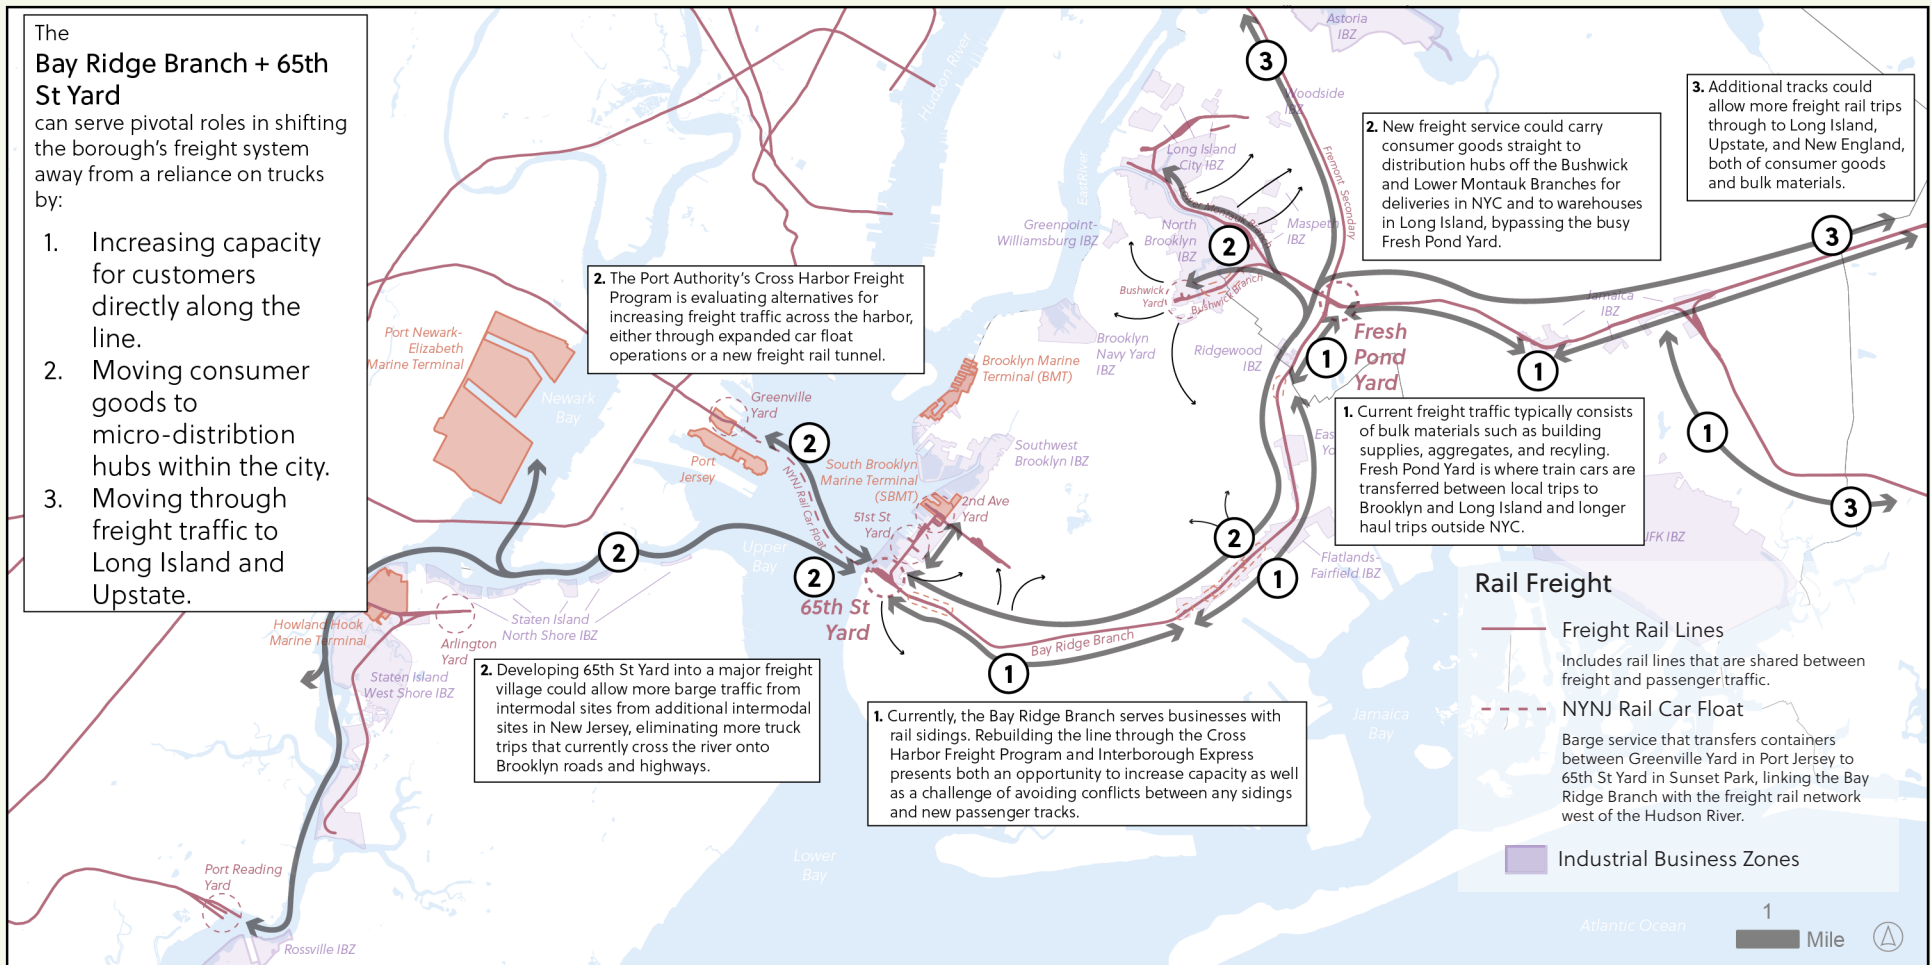 The
Bay Ridge Branch + 65th
St Yard
can serve pivotal roles in shifting
the borough's freight system
away from a reliance on trucks
by:
1. Increasing capacity
for customers
directly along the
line.
2. Moving consumer
goods to
micro-distribtion
hubs within the city.
3. Moving through
freight traffic to
Long Island and
Upstate.
Hudson River
Astoria
IBZ
3
Woodside
IBZ
3. Additional tracks could
allow more freight rail trips
through to Long Island,
Upstate, and New England,
both of consumer goods
and bulk materials.
2. New freight service could carry
consumer goods straight to
distribution hubs off the Bushwick
and Lower Montauk Branches for
deliveries in NYC and to warehouses
in Long Island, bypassing the busy
Fresh Pond Yard.
Long Island
City IBZ
EastRiver
Fremont Secondary
Lower Montauk Branch
Greenpoint-
Williamsburg IBZ
North
Brooklyn
IBZ
Maspeth
IBZ
2
3
2. The Port Authority's Cross Harbor Freight
Program is evaluating alternatives for
increasing freight traffic across the harbor,
either through expanded car float
operations or a new freight rail tunnel.
Bushwick
Yard
Bushwick Branch
Jamaica
IBZ
Port Newark-
Elizabeth
Marine Terminal
Brooklyn
Navy Yard
IBZ
Ridgewood
IBZ
1
Fresh
Pond
Yard
1
Brooklyn Marine
Terminal (BMT)
Newark
Bay
Greenville
Yard
2
Port
Jersey
NYNJ Rail Car Float
South Brooklyn
Marine Terminal
(SBMT)
Southwest
Brooklyn IBZ
1. Current freight traffic typically consists
of bulk materials such as building
supplies, aggregates, and recyling.
Fresh Pond Yard is where train cars are
transferred between local trips to
Brooklyn and Long Island and longer
haul trips outside NYC.
1
Eas
Yo
3
51st St
Yard
2nd Ave
Yard
2
Upper
Bay
2
2
1
JFK IBZ
Flatlands-
Fairfield IBZ
65th St
Yard
Bay Ridge Branch
1
Howland Hook
Marine Terminal
Arlington
Yard
Staten Island
North Shore IBZ
Staten Island
West Shore IBZ
2. Developing 65th St Yard into a major freight
village could allow more barge traffic from
intermodal sites from additional intermodal
sites in New Jersey, eliminating more truck
trips that currently cross the river onto
Brooklyn roads and highways.
1. Currently, the Bay Ridge Branch serves businesses with
rail sidings. Rebuilding the line through the Cross
Harbor Freight Program and Interborough Express
presents both an opportunity to increase capacity as well
as a challenge of avoiding conflicts between any sidings
and new passenger tracks.
Jamaica
Bay
Lower
Bay
Port Reading
Yard
Rossville IBZ
Atlantic Ocean
Rail Freight
Freight Rail Lines
Includes rail lines that are shared between
freight and passenger traffic.
NYNJ Rail Car Float
Barge service that transfers containers
between Greenville Yard in Port Jersey to
65th St Yard in Sunset Park, linking the Bay
Ridge Branch with the freight rail network
west of the Hudson River.
Industrial Business Zones
1
Mile